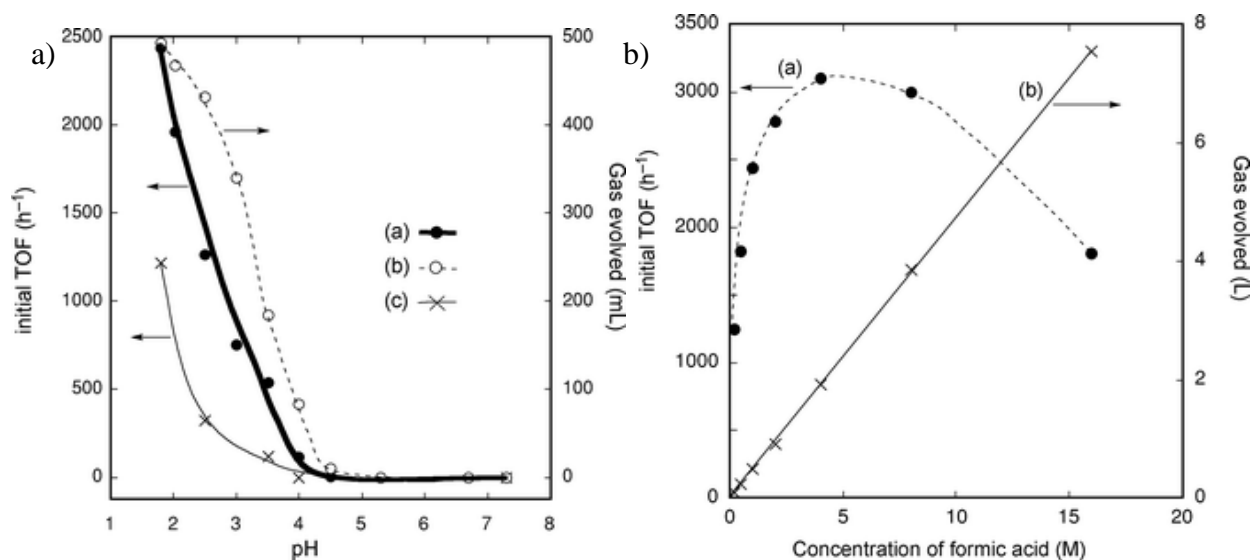 a)
2500
2000
1500
1000
500
0
initial TOF (h⁻¹)
1 2 3 4 5 6 7 8
pH
500
400
300
200
100
0
Gas evolved (mL)
(a)
(b)
(c)
b)
3500
3000
2500
2000
1000
0
initial TOF (h⁻¹)
0 5 10 15 20
Concentration of formic acid (M)
8
6
4
2
0
Gas evolved (L)
(a)
(b)